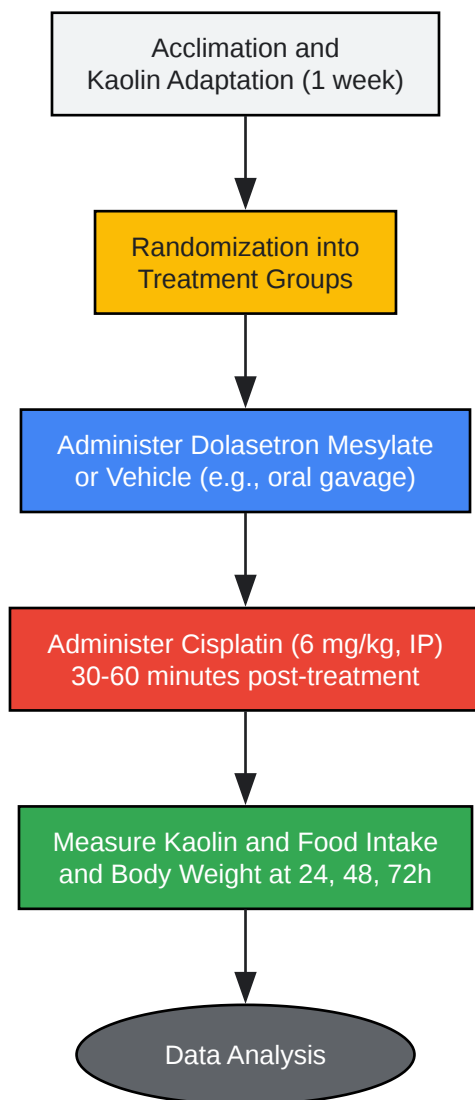 Acclimation and
Kaolin Adaptation (1 week)
Randomization into
Treatment Groups
Administer Dolasetron Mesylate
or Vehicle (e.g., oral gavage)
Administer Cisplatin (6 mg/kg, IP)
30-60 minutes post-treatment
Measure Kaolin and Food Intake
and Body Weight at 24, 48, 72h
Data Analysis